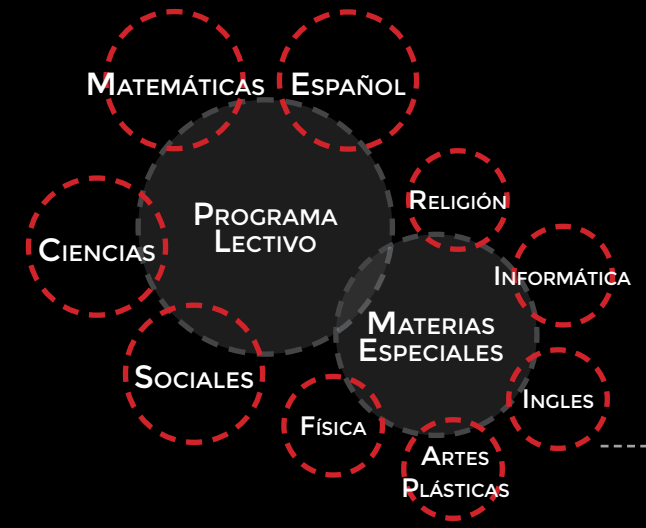 Matemáticas
Español
Programa
Lectivo
Religión
Ciencias
Informática
Materias
Especiales
Sociales
Ingles
Física
Artes
Plásticas